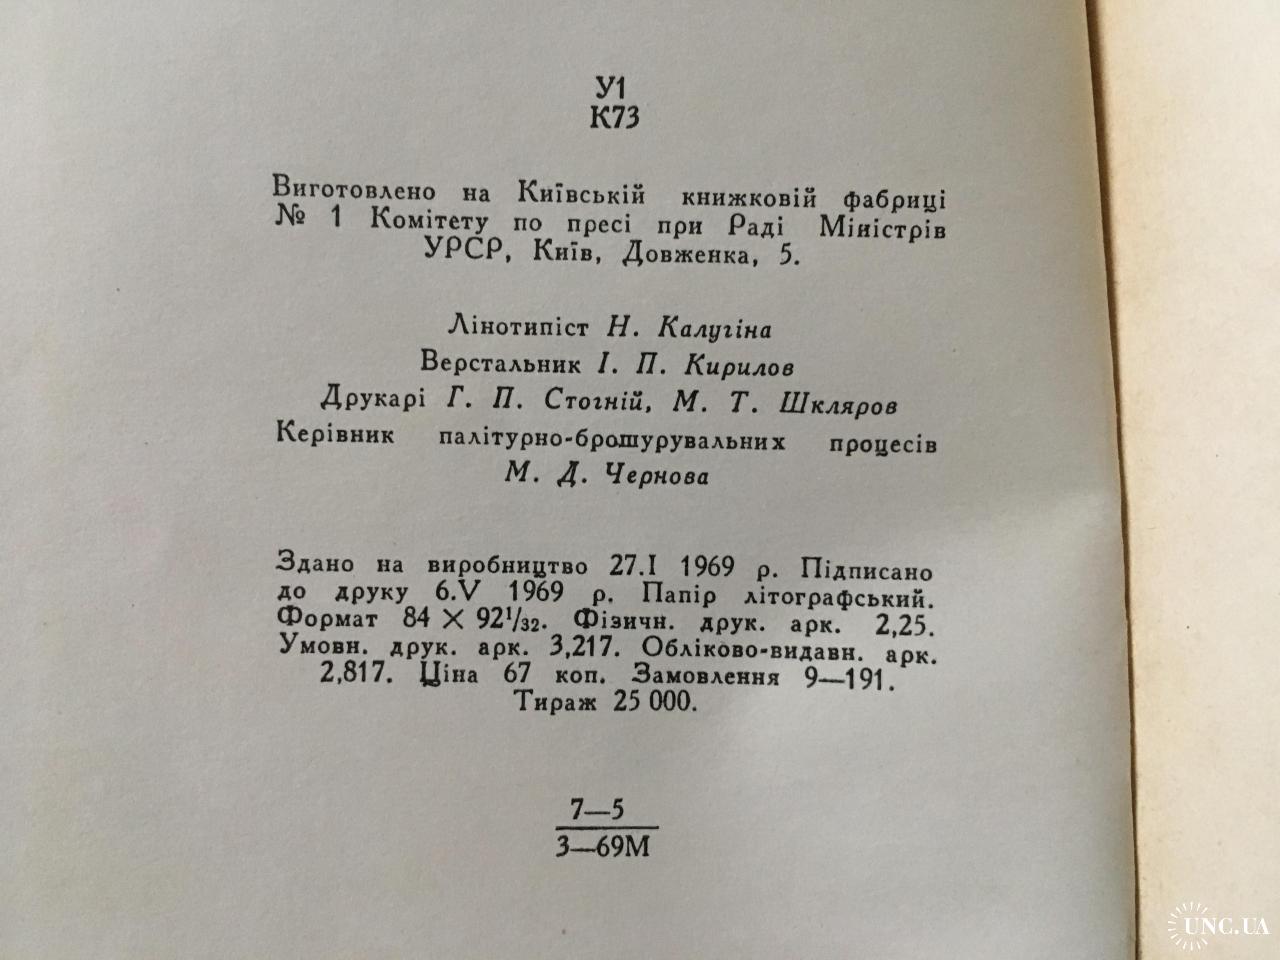 У1
К73
Виготовлено на Київській книжковій фабриці
№ 1 Комітету по пресі при Раді Міністрів
УРСР, Київ, Довженка, 5.
Лінотипіст Н. Калугіна
Верстальник І. П. Кирилов
Друкарі Г. П. Стогній, М. Т. Шкляров
Керівник палітурно-брошурувальних процесів
М. Д. Чернова
Здано на виробництво 27.I 1969 р. Підписано
до друку 6.V 1969 р. Папір літографський.
Формат 84 × 92¹/₃₂. Фізичн. друк. арк. 2,25.
Умовн. друк. арк. 3,217. Обліково-видавн. арк.
2,817. Ціна 67 коп. Замовлення 9—191.
Тираж 25 000.
7—5
3—69М
UNC.UA